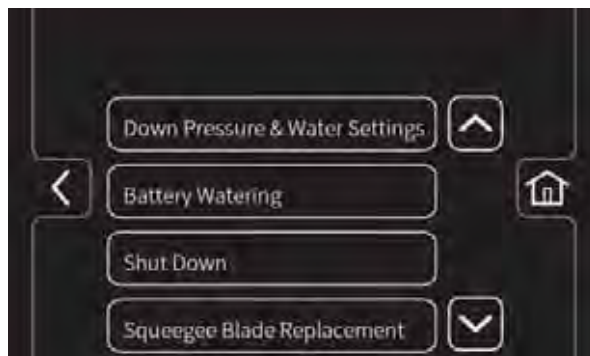 Down Pressure & Water Settings
Battery Watering
Shut Down
Squeegee Blade Replacement